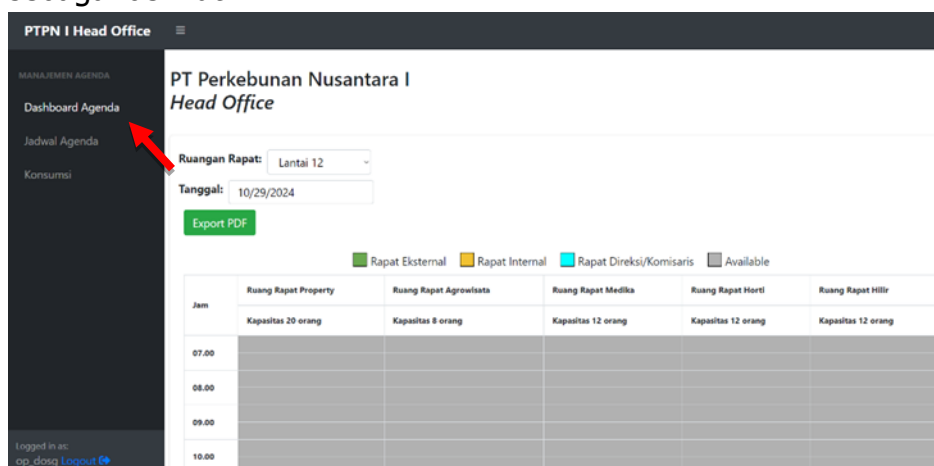 PTPN I Head Office
MANAJEMEN AGENDA
Dashboard Agenda
Jadwal Agenda
Konsumsi
Logged in as:
op_dosg Logout
PT Perkebunan Nusantara I
Head Office
Ruangan Rapat: Lantai 12
Tanggal: 10/29/2024
Export PDF
Rapat Eksternal Rapat Internal Rapat Direksi/Komisaris Available
Jam Ruang Rapat Property Ruang Rapat Agrowisata Ruang Rapat Medika Ruang Rapat Horti Ruang Rapat Hilir
Kapasitas 20 orang Kapasitas 8 orang Kapasitas 12 orang Kapasitas 12 orang Kapasitas 12 orang
07.00
08.00
09.00
10.00